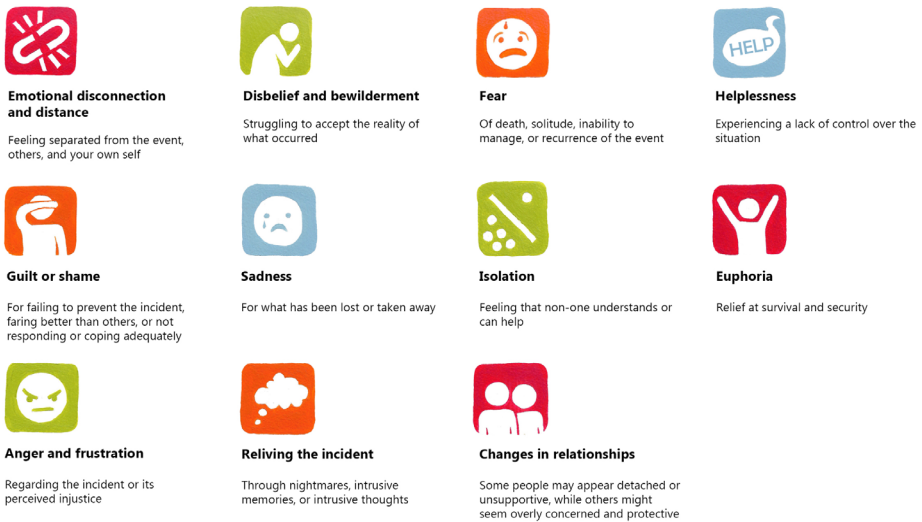 HELP
Emotional disconnection
and distance
Feeling separated from the event,
others, and your own self
Disbelief and bewilderment
Struggling to accept the reality of
what occurred
Fear
Of death, solitude, inability to
manage, or recurrence of the event
Helplessness
Experiencing a lack of control over the
situation
Guilt or shame
For failing to prevent the incident,
faring better than others, or not
responding or coping adequately
Sadness
For what has been lost or taken away
Isolation
Feeling that non-one understands or
can help
Euphoria
Relief at survival and security
Anger and frustration
Regarding the incident or its
perceived injustice
Reliving the incident
Through nightmares, intrusive
memories, or intrusive thoughts
Changes in relationships
Some people may appear detached or
unsupportive, while others might
seem overly concerned and protective